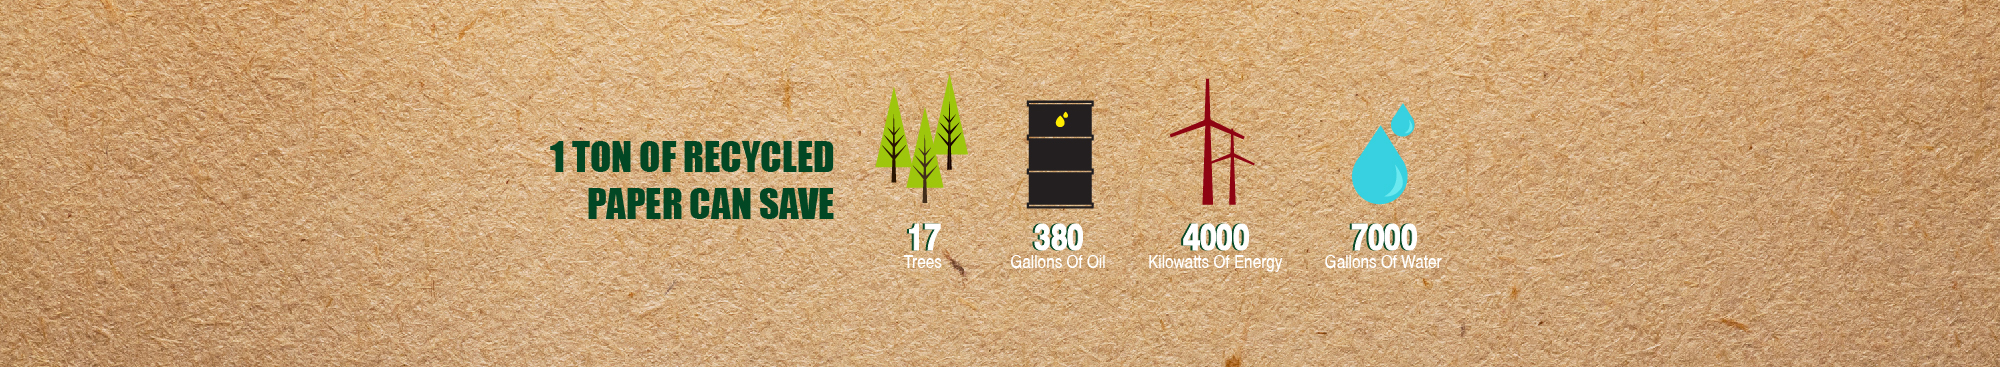 1 TON OF RECYCLED
PAPER CAN SAVE
17
Trees
380
Gallons Of Oil
4000
Kilowatts Of Energy
7000
Gallons Of Water